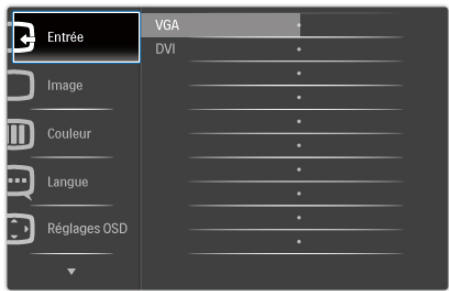 Entrée
VGA
DVI
Image
Couleur
Langue
Réglages OSD